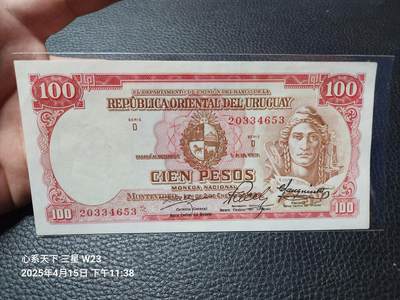 EL DEPARTAMENTO DE EMISIÓN DEL BANCO DE LA
100 REPÚBLICA ORIENTAL DEL URUGUAY 100
SERIE
D
20334653
SERIE
D
CIEN PESOS
MONEDA NACIONAL
MONTEVIDEO,
100 20334653 100
心系天下 三星 W23
2025年4月15日 下午11:38